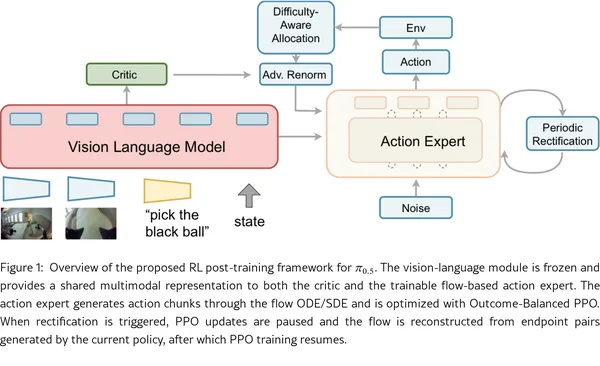 Difficulty-
Aware
Allocation
Env
Critic
Adv. Renorm
Action
Vision Language Model
Action Expert
Periodic
Rectification
"pick the
black ball"
state
Noise
Figure 1: Overview of the proposed RL post-training framework for π0.5. The vision-language module is frozen and
provides a shared multimodal representation to both the critic and the trainable flow-based action expert. The
action expert generates action chunks through the flow ODE/SDE and is optimized with Outcome-Balanced PPO.
When rectification is triggered, PPO updates are paused and the flow is reconstructed from endpoint pairs
generated by the current policy, after which PPO training resumes.